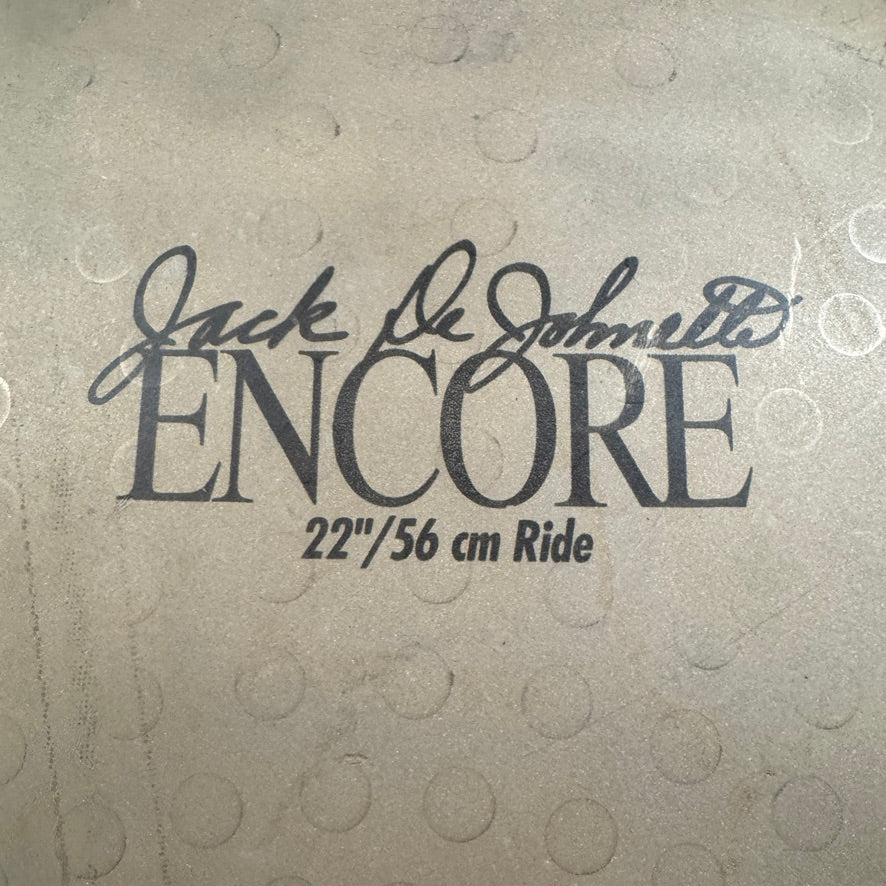 Jack DeJohnette
ENCORE
22"/56 cm Ride